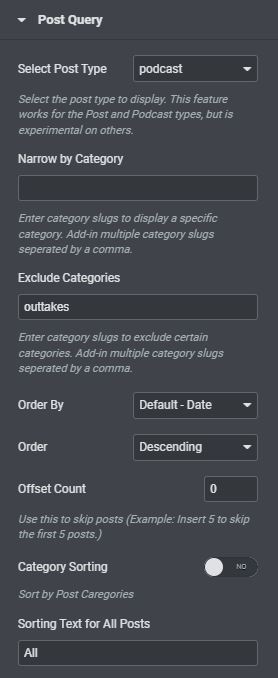 Post Query
Select Post Type
podcast
Select the post type to display. This feature
works for the Post and Podcast types, but is
experimental on others.
Narrow by Category
Enter category slugs to display a specific
category. Add-in multiple category slugs
seperated by a comma.
Exclude Categories
outtakes
Enter category slugs to exclude certain
categories. Add-in multiple category slugs
seperated by a comma.
Order By
Default - Date
Order
Descending
Offset Count
0
Use this to skip posts (Example: Insert 5 to skip
the first 5 posts.)
Category Sorting
NO
Sort by Post Caregories
Sorting Text for All Posts
All